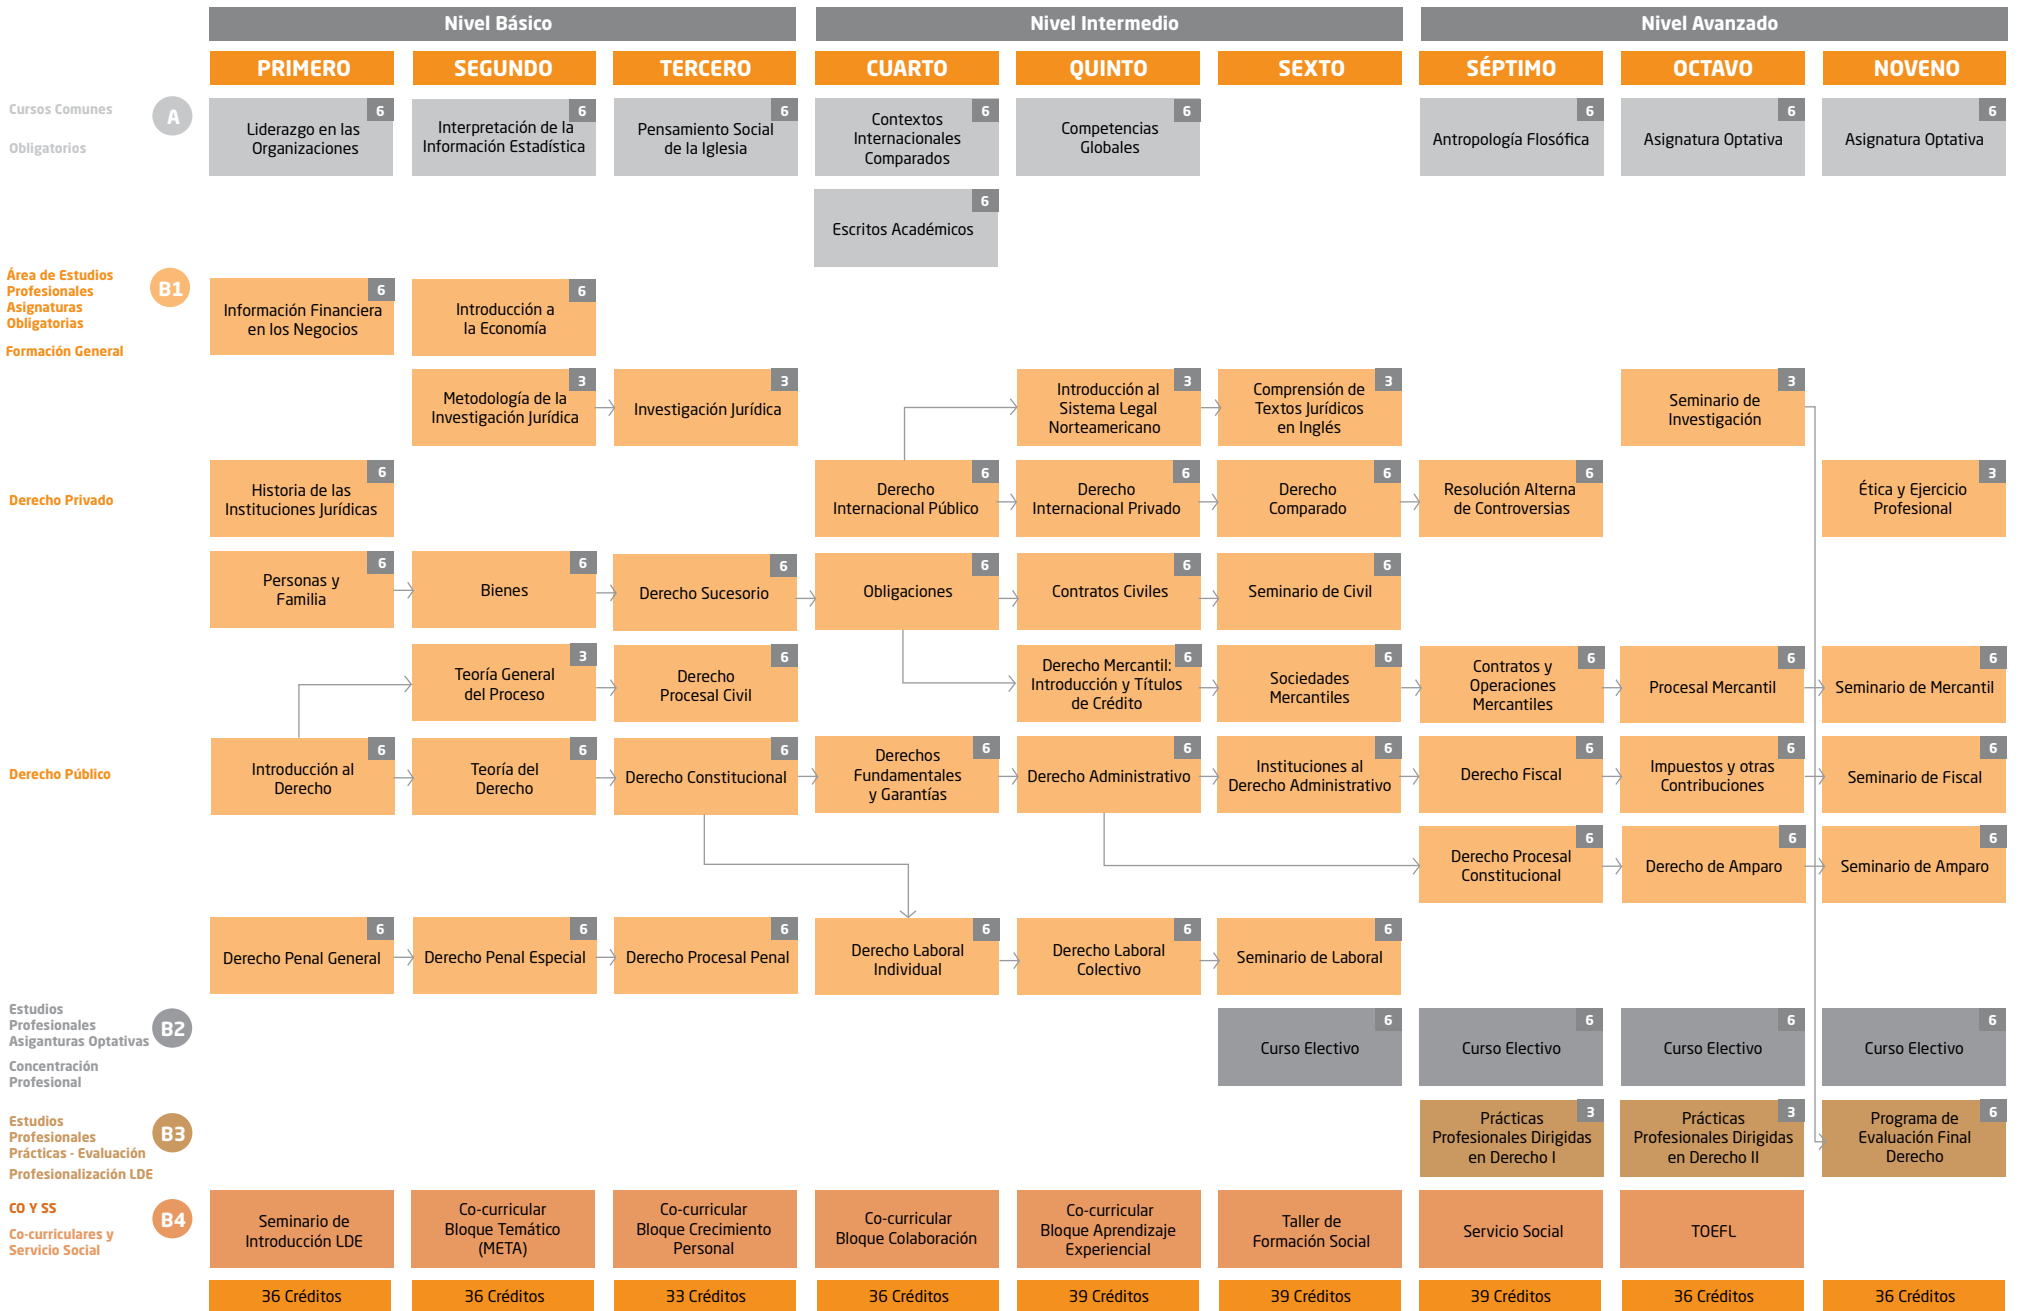 Nivel Básico
Nivel Intermedio
Nivel Avanzado
PRIMERO
SEGUNDO
TERCERO
CUARTO
QUINTO
SEXTO
SÉPTIMO
OCTAVO
NOVENO
Cursos Comunes
Obligatorios
A
6
Liderazgo en las
Organizaciones
6
Interpretación de la
Información Estadística
6
Pensamiento Social
de la Iglesia
6
Contextos
Internacionales
Comparados
6
Competencias
Globales
6
Antropología Flosófica
6
Asignatura Optativa
6
Asignatura Optativa
6
Escritos Académicos
Área de Estudios
Profesionales
Asignaturas
Obligatorias
Formación General
B1
6
Información Financiera
en los Negocios
6
Introducción a
la Economía
3
Metodología de la
Investigación Jurídica
3
Investigación Jurídica
3
Introducción al
Sistema Legal
Norteamericano
3
Comprensión de
Textos Jurídicos
en Inglés
3
Seminario de
Investigación
Derecho Privado
6
Historia de las
Instituciones Jurídicas
6
Derecho
Internacional Público
6
Derecho
Internacional Privado
6
Derecho
Comparado
6
Resolución Alterna
de Controversias
3
Ética y Ejercicio
Profesional
6
Personas y
Familia
6
Bienes
6
Derecho Sucesorio
6
Obligaciones
6
Contratos Civiles
6
Seminario de Civil
3
Teoría General
del Proceso
6
Derecho
Procesal Civil
6
Derecho Mercantil:
Introducción y Títulos
de Crédito
6
Sociedades
Mercantiles
6
Contratos y
Operaciones
Mercantiles
6
Procesal Mercantil
6
Seminario de Mercantil
Derecho Público
6
Introducción al
Derecho
6
Teoría del
Derecho
6
Derecho Constitucional
6
Derechos
Fundamentales
y Garantías
6
Derecho Administrativo
6
Instituciones al
Derecho Administrativo
6
Derecho Fiscal
6
Impuestos y otras
Contribuciones
6
Seminario de Fiscal
6
Derecho Procesal
Constitucional
6
Derecho de Amparo
6
Seminario de Amparo
6
Derecho Penal General
6
Derecho Penal Especial
6
Derecho Procesal Penal
6
Derecho Laboral
Individual
6
Derecho Laboral
Colectivo
6
Seminario de Laboral
Estudios
Profesionales
Asiganturas Optativas
Concentración
Profesional
B2
6
Curso Electivo
6
Curso Electivo
6
Curso Electivo
6
Curso Electivo
Estudios
Profesionales
Prácticas - Evaluación
Profesionalización LDE
B3
3
Prácticas
Profesionales Dirigidas
en Derecho I
3
Prácticas
Profesionales Dirigidas
en Derecho II
6
Programa de
Evaluación Final
Derecho
CO Y SS
Co-curriculares y
Servicio Social
B4
Seminario de
Introducción LDE
Co-curricular
Bloque Temático
(META)
Co-curricular
Bloque Crecimiento
Personal
Co-curricular
Bloque Colaboración
Co-curricular
Bloque Aprendizaje
Experiencial
Taller de
Formación Social
Servicio Social
TOEFL
36 Créditos
36 Créditos
33 Créditos
36 Créditos
39 Créditos
39 Créditos
39 Créditos
36 Créditos
36 Créditos